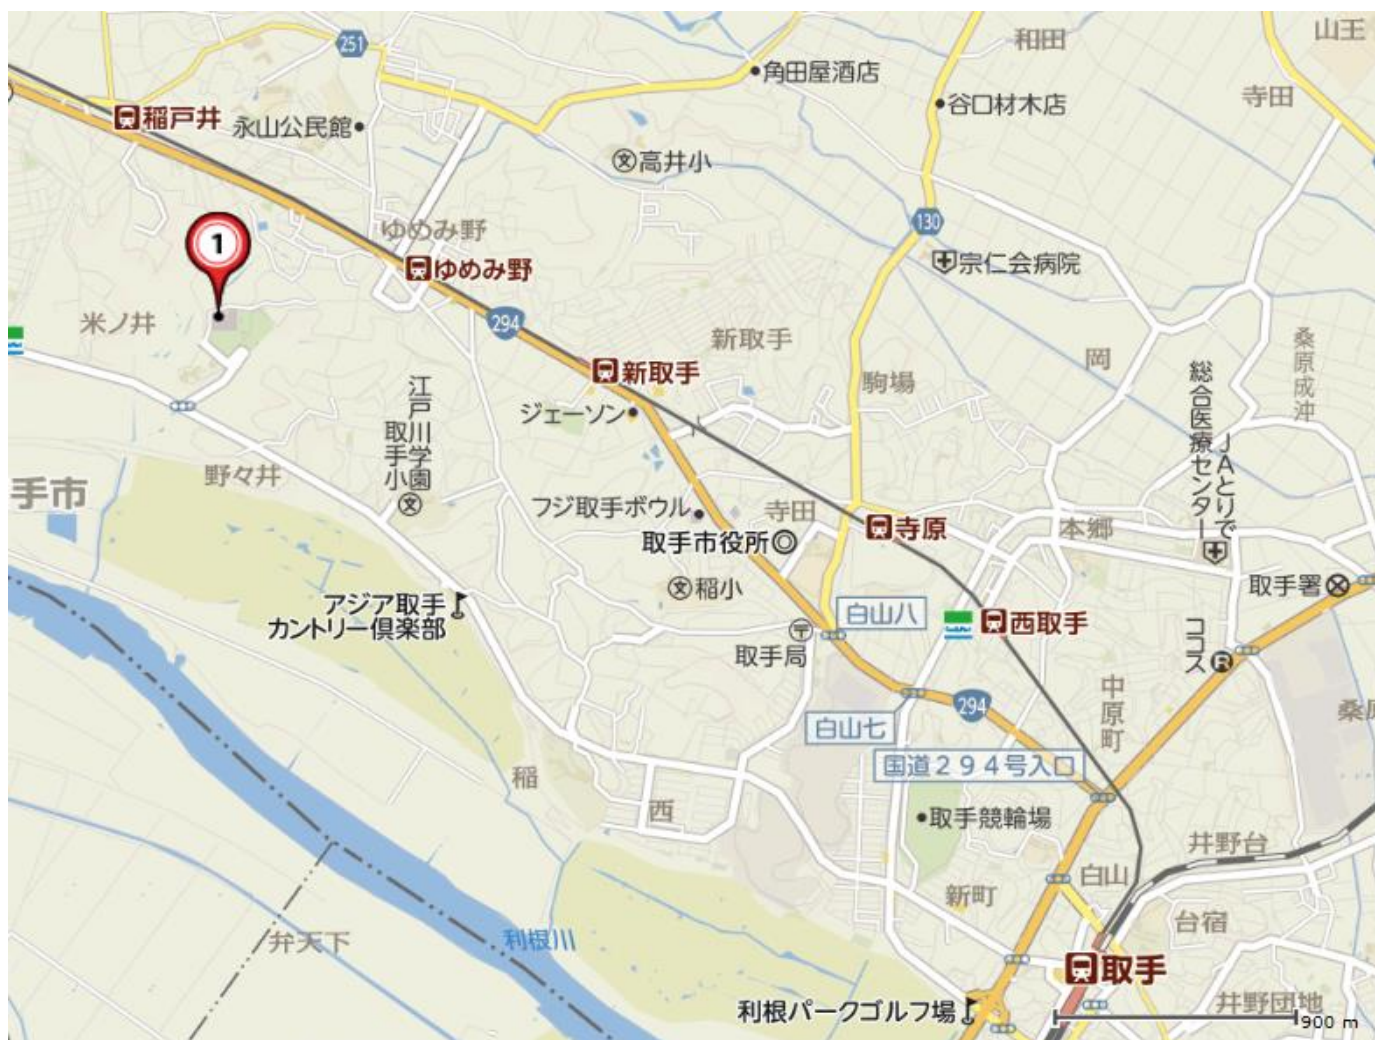 山王
和田
251
角田屋酒店
寺田
谷口材木店
稲戸井
永山公民館
高井小
文
130
ゆめみ野
1
宗仁会病院
ゆめみ野
米ノ井
294
新取手
桑原成沖
岡
新取手
駒場
総合医療センター
JAとりで
江戸川学園
取手小
文
ジェーソン
野々井
手市
フジ取手ボウル
寺田
寺原
本郷
取手市役所
取手署
文
稲小
アジア取手
カントリー倶楽部
白山八
西取手
ココス
R
取手局
中原町
294
白山七
桑原
国道294号入口
稲
西
取手競輪場
井野台
白山
新町
台宿
弁天下
利根川
取手
利根パークゴルフ場
井野団地
900 m